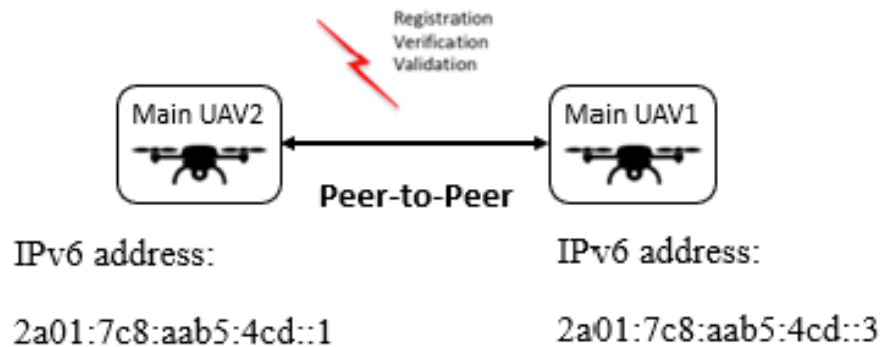 Registration
Verification
Validation
Main UAV2
Main UAV1
Peer-to-Peer
IPv6 address:
2a01:7c8:aab5:4cd::1
IPv6 address:
2a01:7c8:aab5:4cd::3